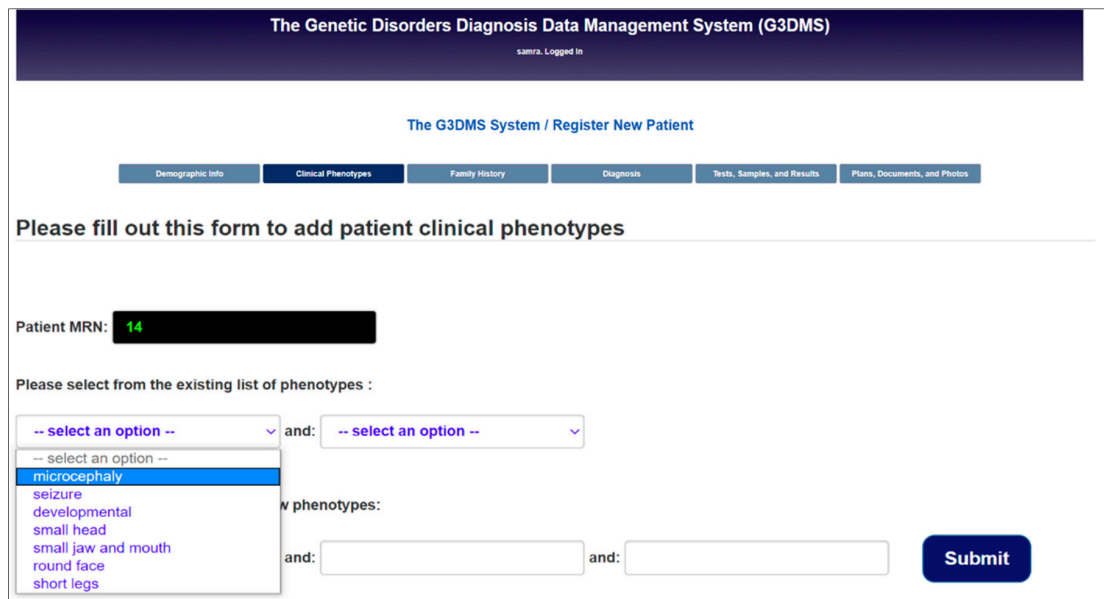 The Genetic Disorders Diagnosis Data Management System (G3DMS)
samra. Logged In
The G3DMS System / Register New Patient
Demographic Info Clinical Phenotypes Family History Diagnosis Tests, Samples, and Results Plans, Documents, and Photos
Please fill out this form to add patient clinical phenotypes
Patient MRN: 14
Please select from the existing list of phenotypes :
-- select an option -- and: -- select an option --
-- select an option --
microcephaly
seizure
developmental
phenotypes:
small head
small jaw and mouth
and: and: Submit
round face
short legs